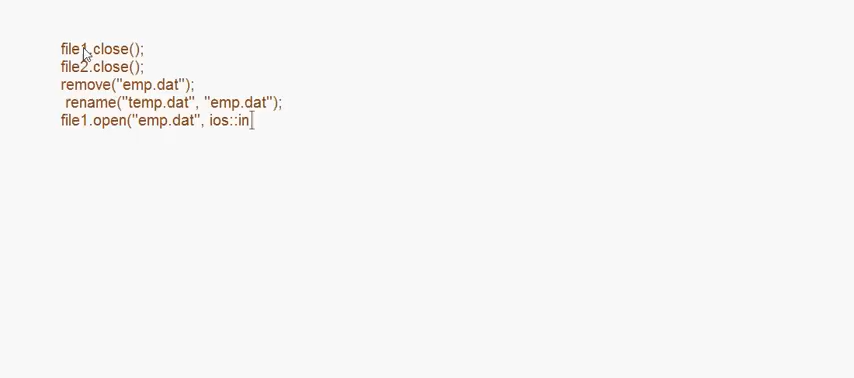 file1.close();
file2.close();
remove("emp.dat");
rename("temp.dat", "emp.dat");
file1.open("emp.dat", ios::in